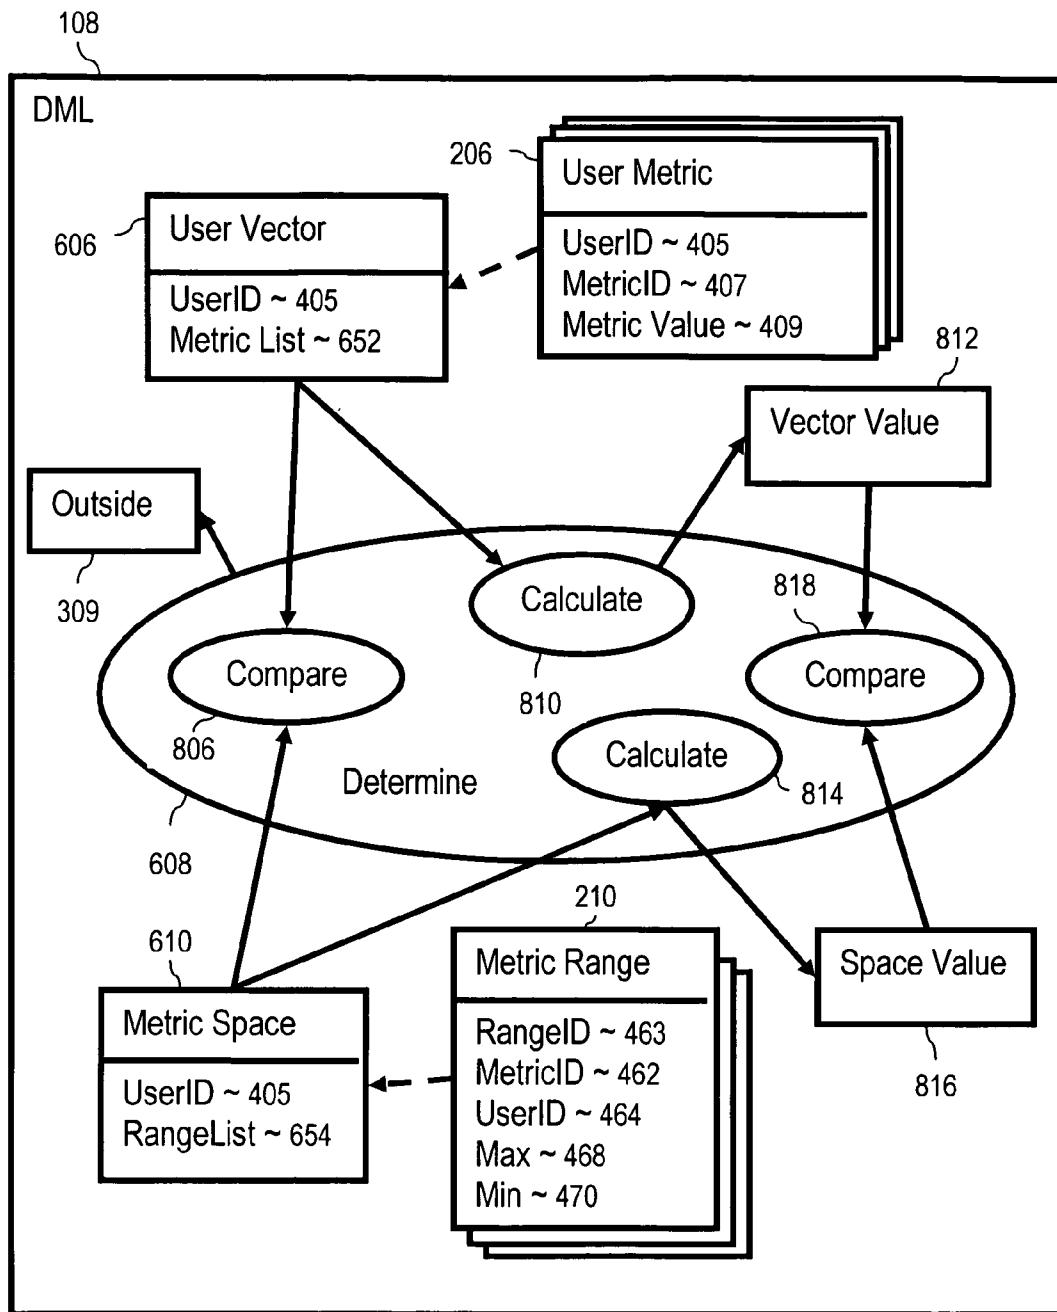 108
DML
206
User Metric
UserID ~ 405
MetricID ~ 407
Metric Value ~ 409
606
User Vector
UserID ~ 405
Metric List ~ 652
812
Vector Value
Outside
309
Calculate
810
818
Compare
Compare
806
Calculate
814
Determine
608
210
Metric Range
RangeID ~ 463
MetricID ~ 462
UserID ~ 464
Max ~ 468
Min ~ 470
610
Metric Space
UserID ~ 405
RangeList ~ 654
Space Value
816